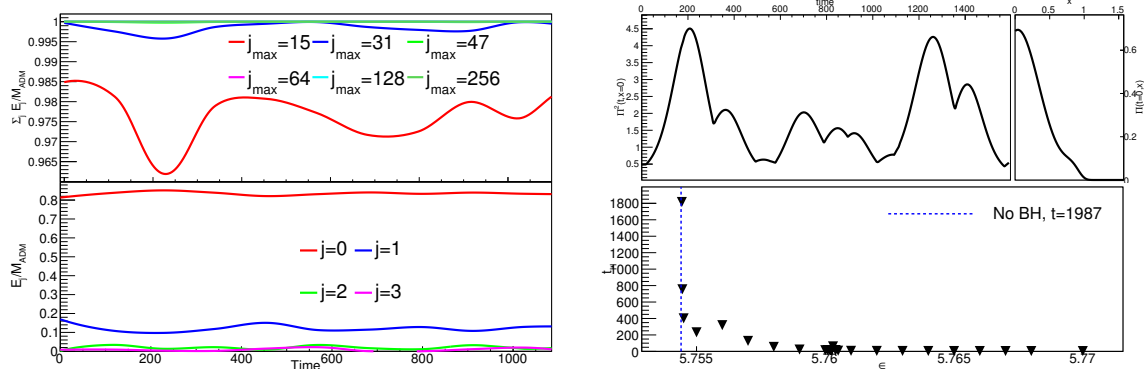 Σ_j E_j/M_ADM
0.995
0.99
0.985
0.98
0.975
0.97
0.965
1
j_max=15 j_max=31 j_max=47
j_max=64 j_max=128 j_max=256
E_j/M_ADM
0.8
0.7
0.6
0.5
0.4
0.3
0.2
0.1
0
j=0 j=1
j=2 j=3
0 200 400 600 800 1000
Time
0 200 400 600 800 1000 1200 1400
time
Π²(t,x=0)
4.5
4
3.5
3
2.5
2
1.5
1
0.5
0 0.5 1 1.5
x
0.6
0.4
0.2
0
Π(t=0,x)
t_H
1800
1600
1400
1200
1000
800
600
400
200
0
No BH, t=1987
5.755 5.76 5.765 5.77
∈